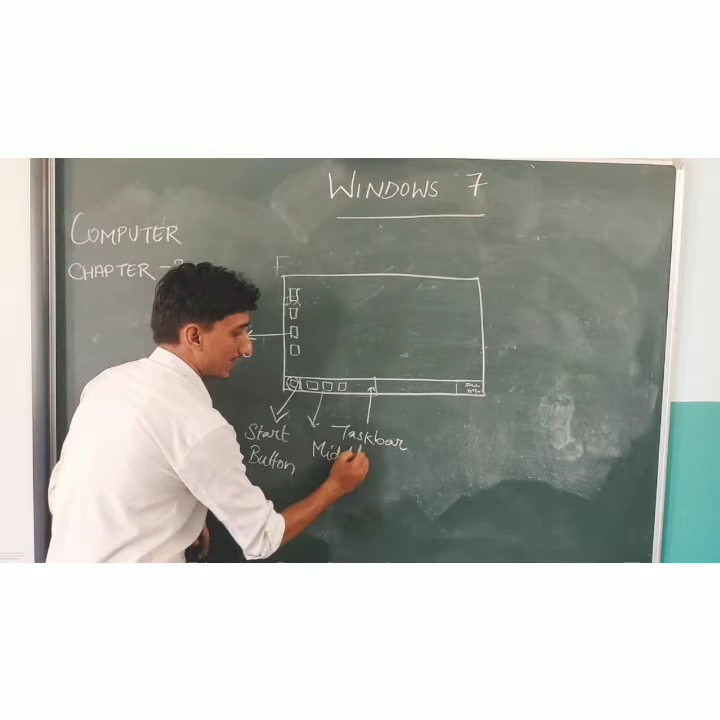 WINDOWS 7
COMPUTER
CHAPTER -
F
Start
Button
Taskbar